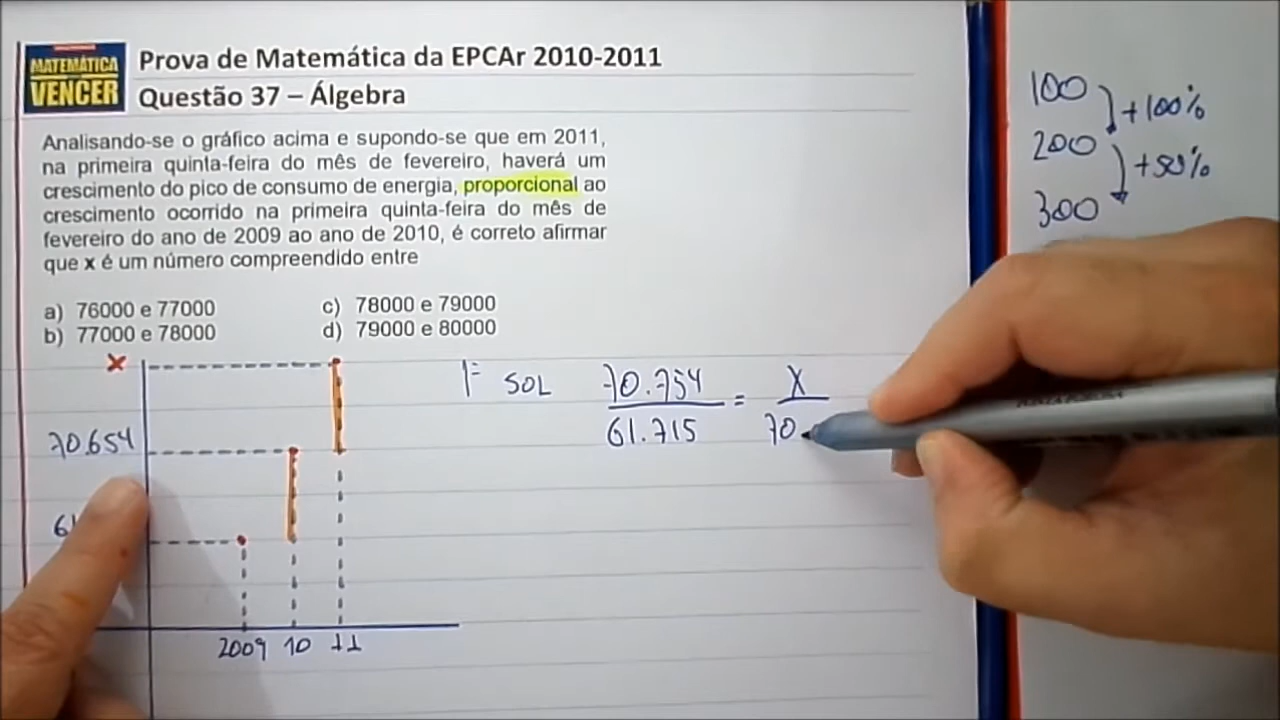 MATEMÁTICA
VENCER
Prova de Matemática da EPCAr 2010-2011
Questão 37 – Álgebra
Analisando-se o gráfico acima e supondo-se que em 2011,
na primeira quinta-feira do mês de fevereiro, haverá um
crescimento do pico de consumo de energia, proporcional ao
crescimento ocorrido na primeira quinta-feira do mês de
fevereiro do ano de 2009 ao ano de 2010, é correto afirmar
que x é um número compreendido entre
a) 76000 e 77000
b) 77000 e 78000
c) 78000 e 79000
d) 79000 e 80000
100
+100%
200
+50%
300
x
70.654
61
2009 10 11
1ª SOL
70.754 = X
61.715 70.